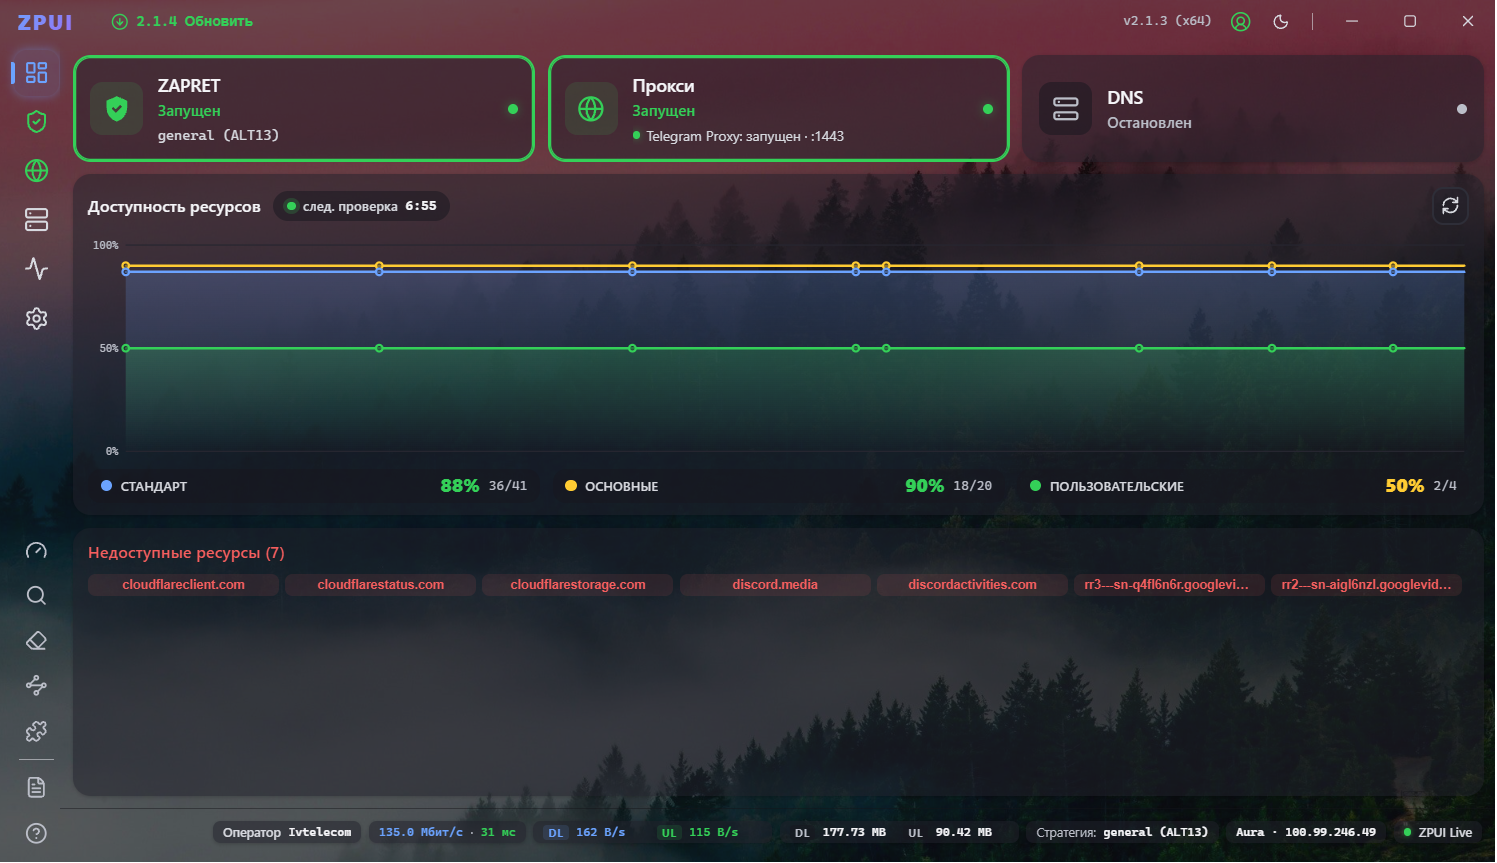 ZPUI
2.1.4 Обновить
v2.1.3 (x64)
ZAPRET
Запущен
general (ALT13)
Прокси
Запущен
Telegram Proxy: запущен · :1443
DNS
Остановлен
Доступность ресурсов
след. проверка 6:55
100%
50%
0%
СТАНДАРТ 88% 36/41
ОСНОВНЫЕ 90% 18/20
ПОЛЬЗОВАТЕЛЬСКИЕ 50% 2/4
Недоступные ресурсы (7)
cloudflareclient.com
cloudflarestatus.com
cloudflarestorage.com
discord.media
discordactivities.com
rr3---sn-q4fl6n6r.googlevi...
rr2---sn-aigl6nzl.googlevid...
Оператор Ivtelecom
135.0 Мбит/с · 31 мс
DL 162 B/s
UL 115 B/s
DL 177.73 MB
UL 90.42 MB
Стратегия: general (ALT13)
Aura · 100.99.246.49
ZPUI Live